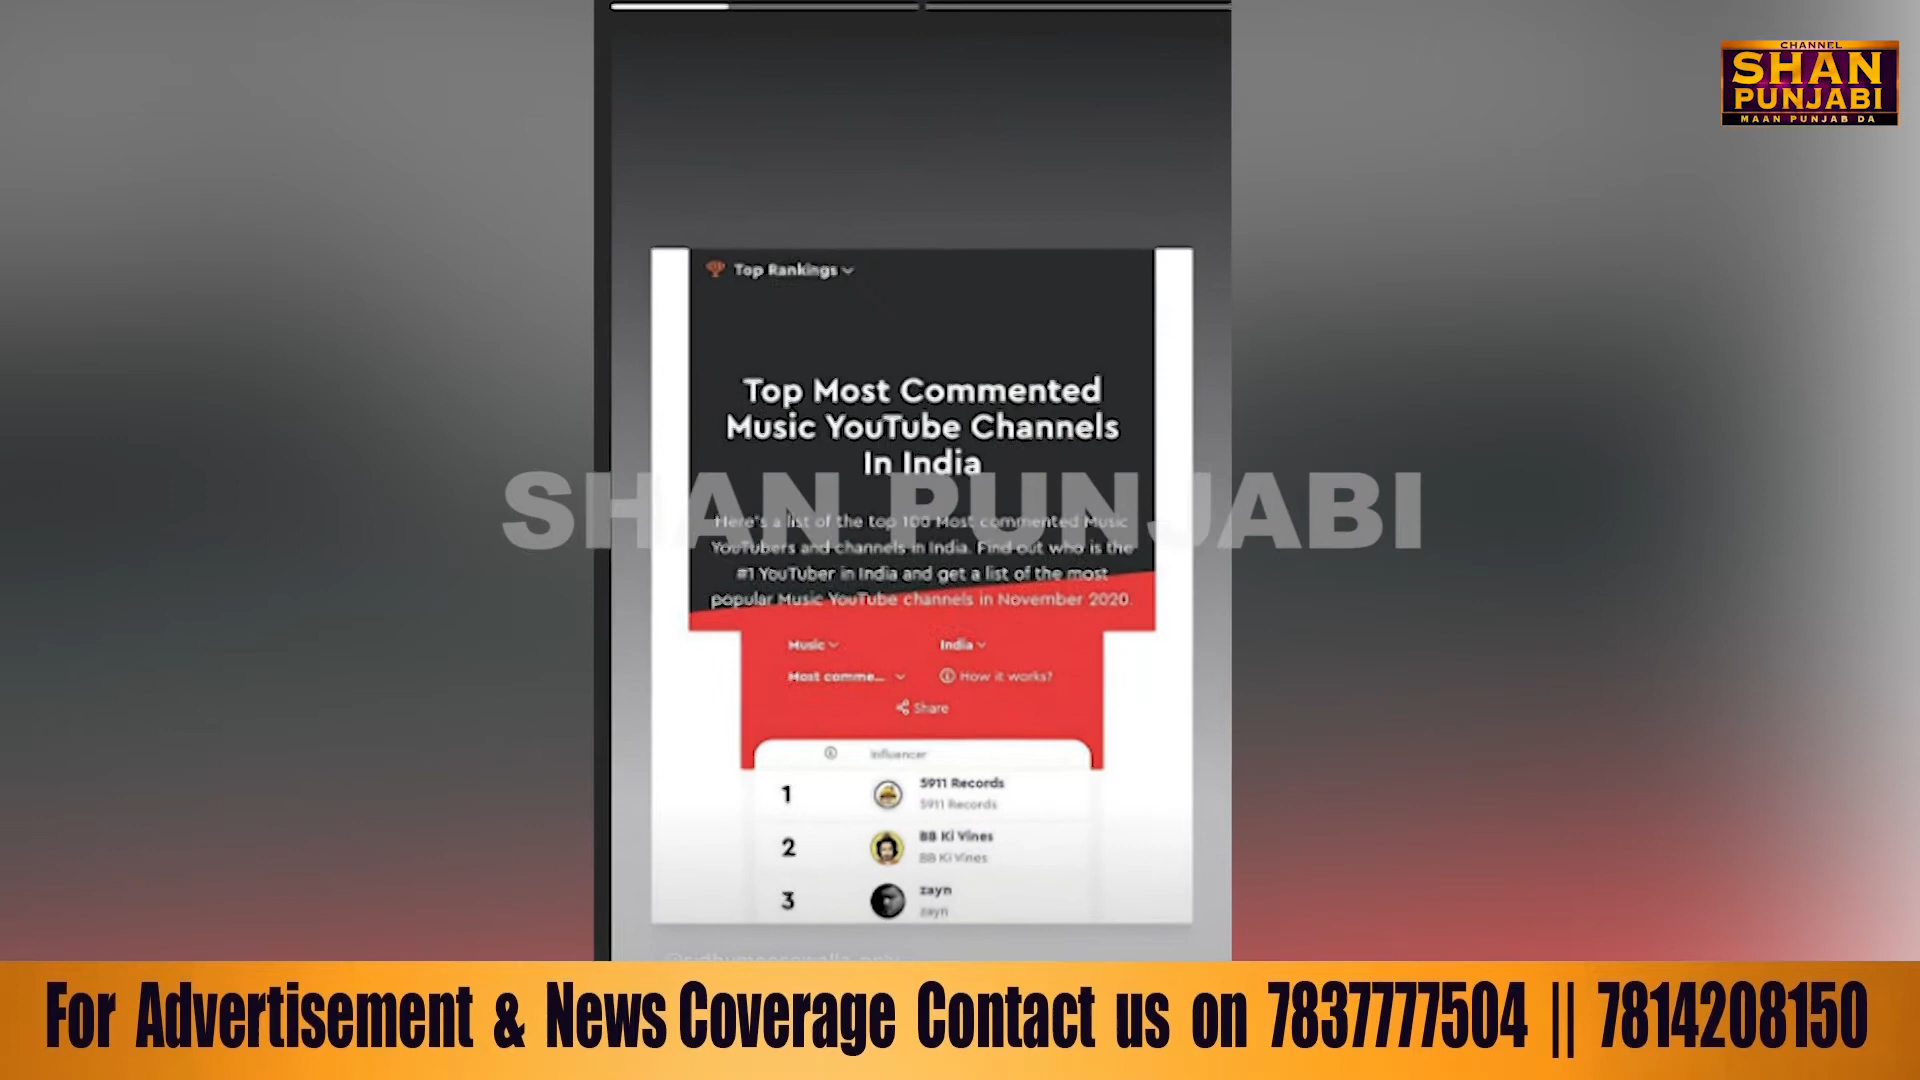 CHANNEL
SHAN
PUNJABI
MAAN PUNJAB DA
Top Rankings
Top Most Commented
Music YouTube Channels
In India
SHAN PUNJABI
Here's a list of the top 100 Most commented Music
YouTubers and channels in India. Find out who is the
#1 YouTuber in India and get a list of the most
popular Music YouTube channels in November 2020.
Music India
Most comme... How it works?
Share
Influencer
1 5911 Records
5911 Records
2 BB Ki Vines
BB Ki Vines
3 zayn
zayn
For Advertisement & News Coverage Contact us on 7837777504 || 7814208150